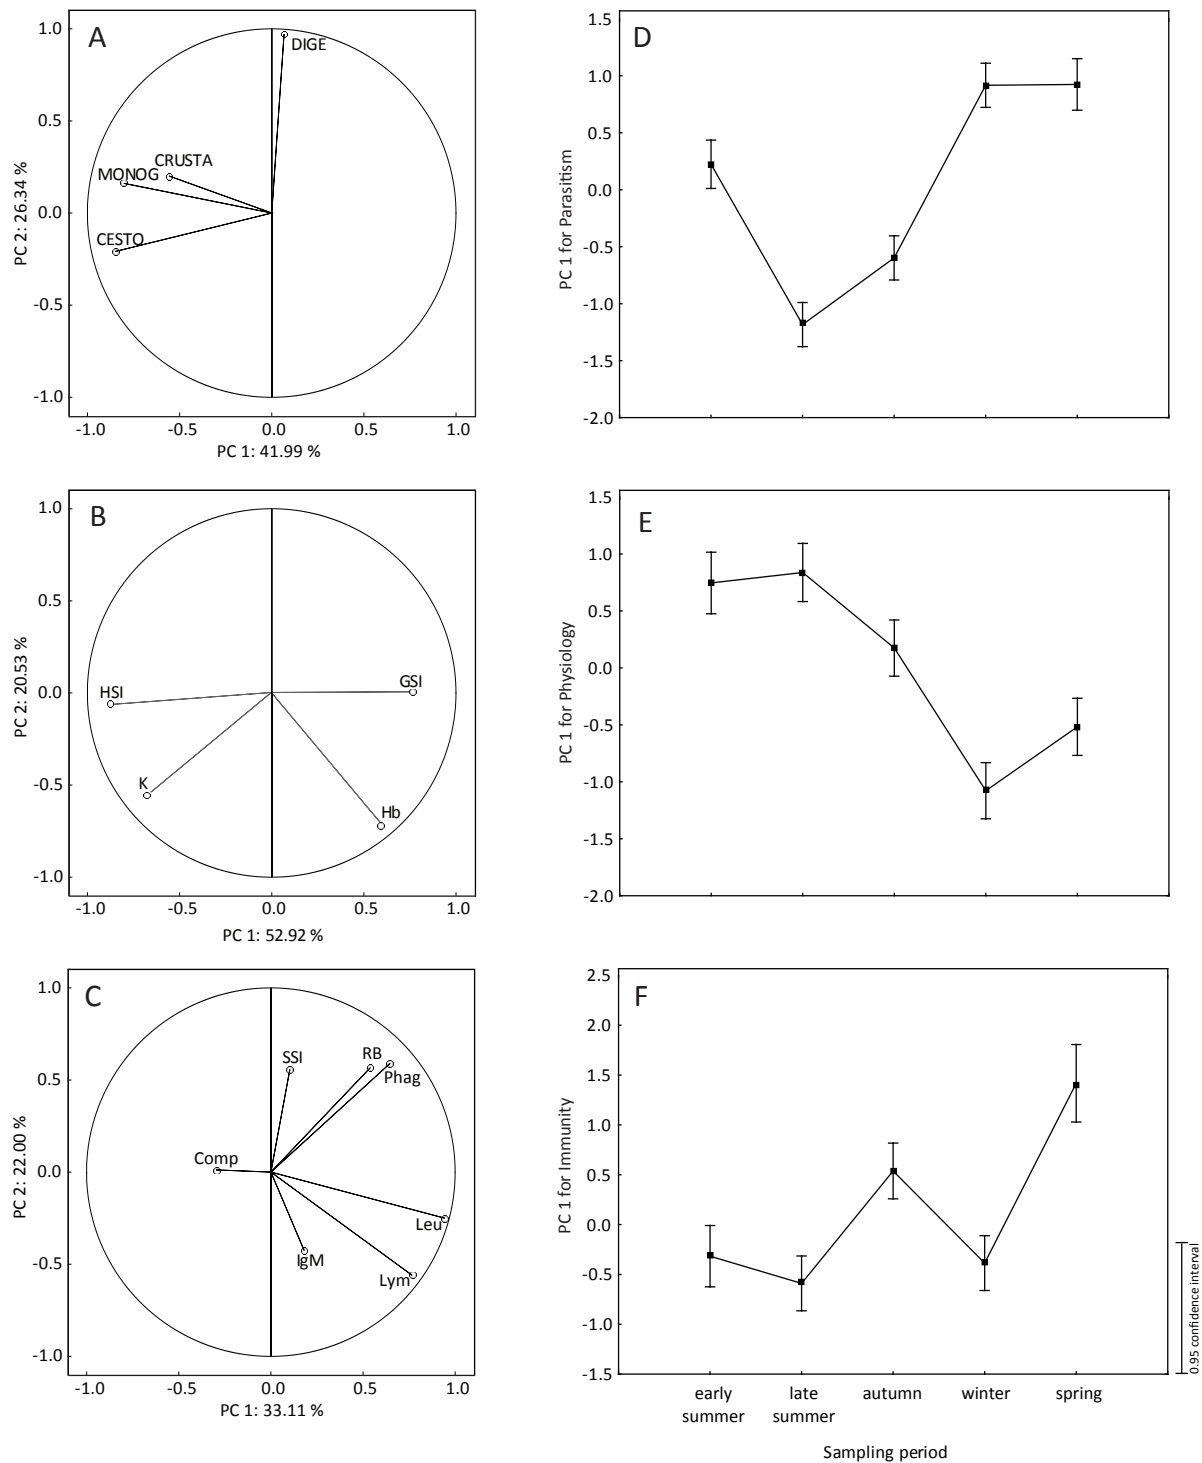 A
1.0
0.5
0.0
-0.5
-1.0
PC 2: 26.34 %
DIGE
CRUSTA
MONOG
CESTO
-1.0 -0.5 0.0 0.5 1.0
PC 1: 41.99 %
D
1.5
1.0
0.5
0.0
-0.5
-1.0
-1.5
-2.0
PC 1 for Parasitism
B
1.0
0.5
0.0
-0.5
-1.0
PC 2: 20.53 %
HSI
GSI
K
Hb
-1.0 -0.5 0.0 0.5 1.0
PC 1: 52.92 %
E
1.5
1.0
0.5
0.0
-0.5
-1.0
-1.5
-2.0
PC 1 for Physiology
C
1.0
0.5
0.0
-0.5
-1.0
PC 2: 22.00 %
SSI
RB
Phag
Comp
Leu
IgM
Lym
-1.0 -0.5 0.0 0.5 1.0
PC 1: 33.11 %
F
2.5
2.0
1.5
1.0
0.5
0.0
-0.5
-1.0
-1.5
PC 1 for Immunity
0.95 confidence interval
early summer
late summer
autumn
winter
spring
Sampling period